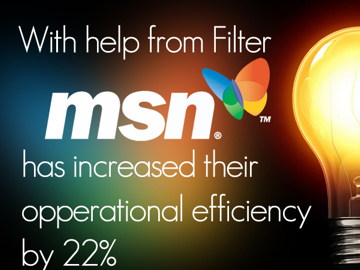 With help from Filter
msn® ™
has increased their
opperational efficiency
by 22%